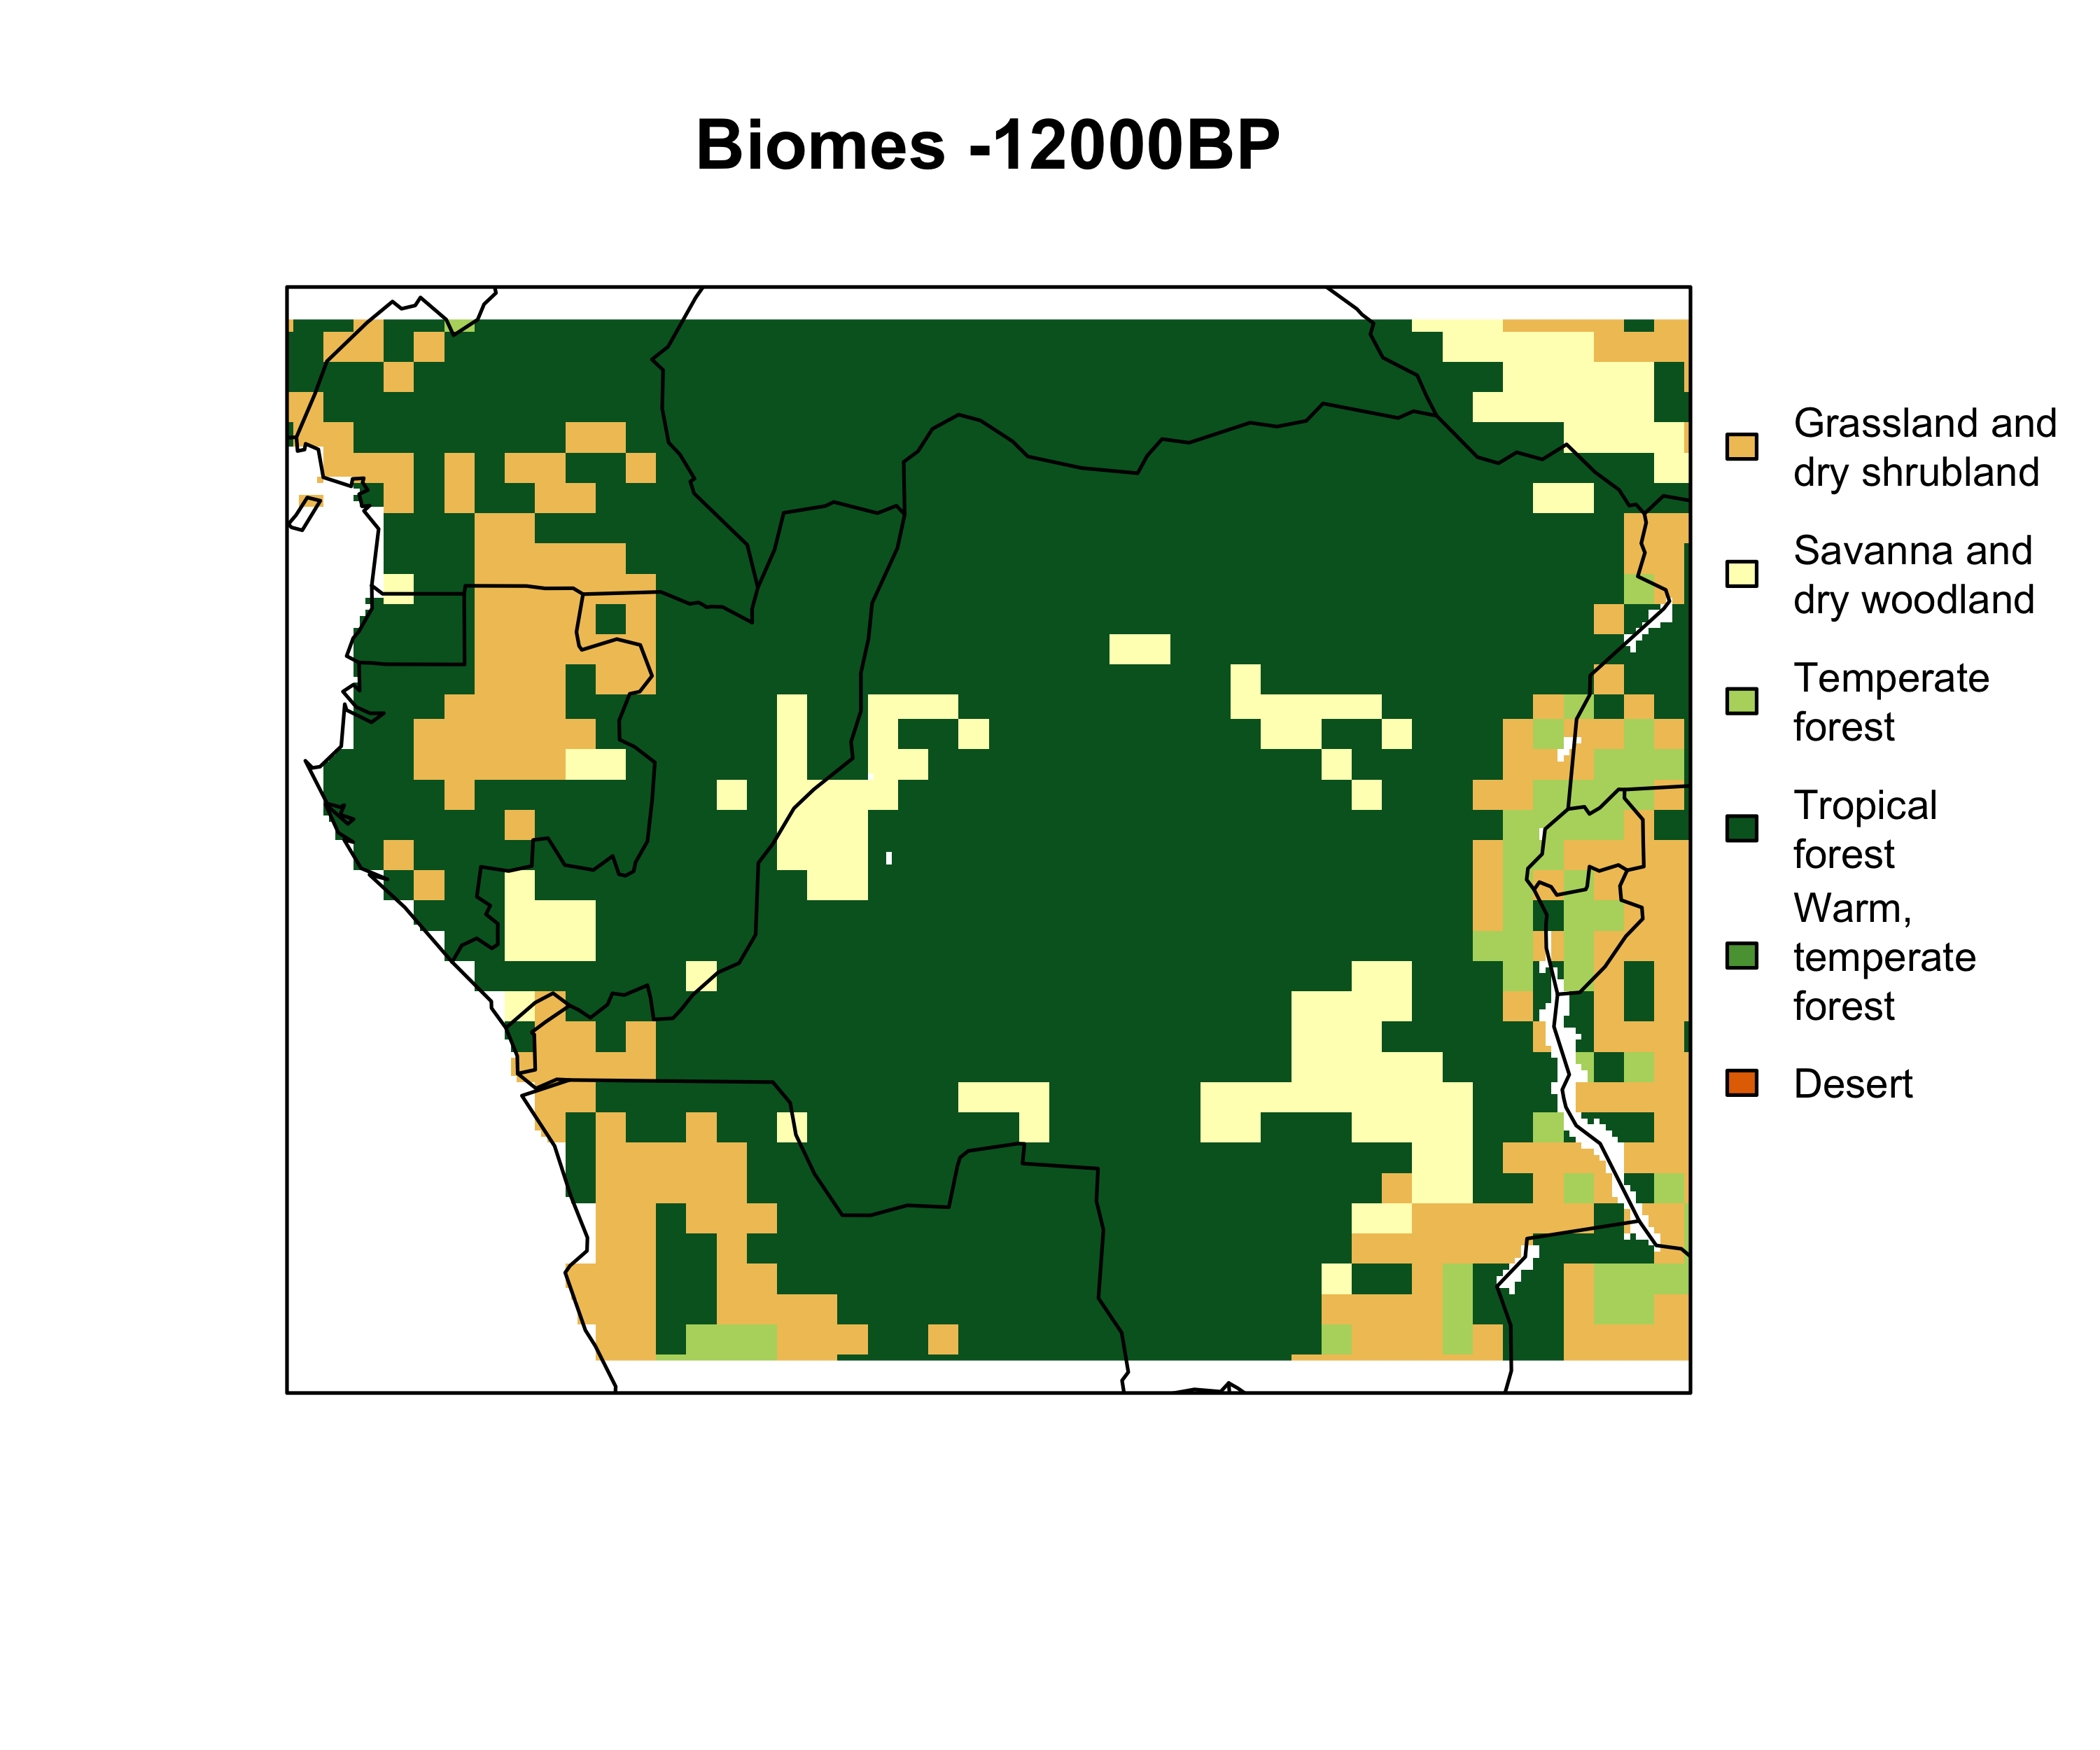 Biomes -12000BP
Grassland and
dry shrubland
Savanna and
dry woodland
Temperate
forest
Tropical
forest
Warm,
temperate
forest
Desert